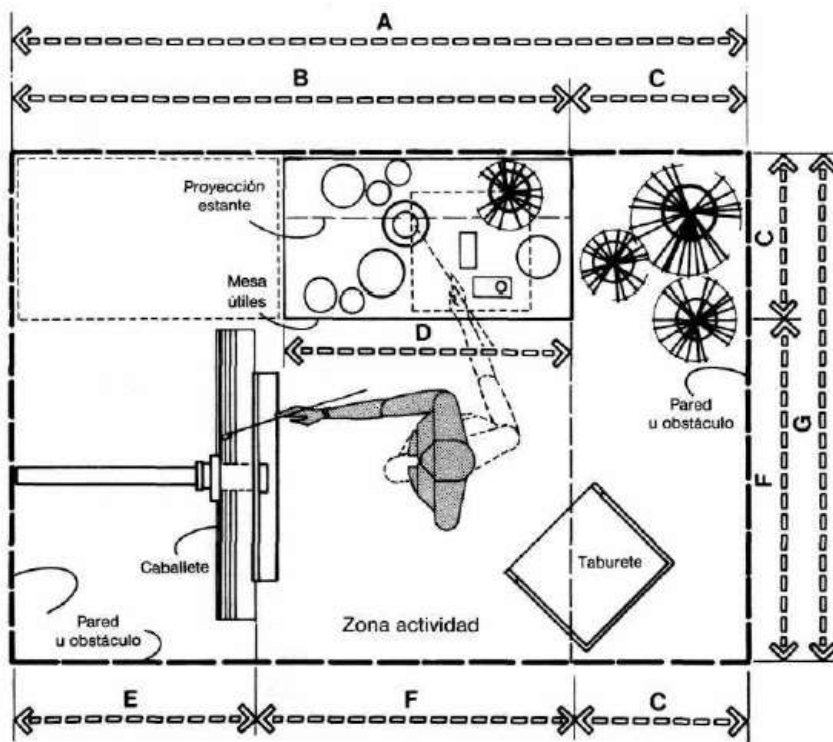 A
B
C
Proyección
estante
Mesa
útiles
D
C
Pared
u obstáculo
G
F
Caballete
Taburete
Zona actividad
Pared
u obstáculo
E
F
C